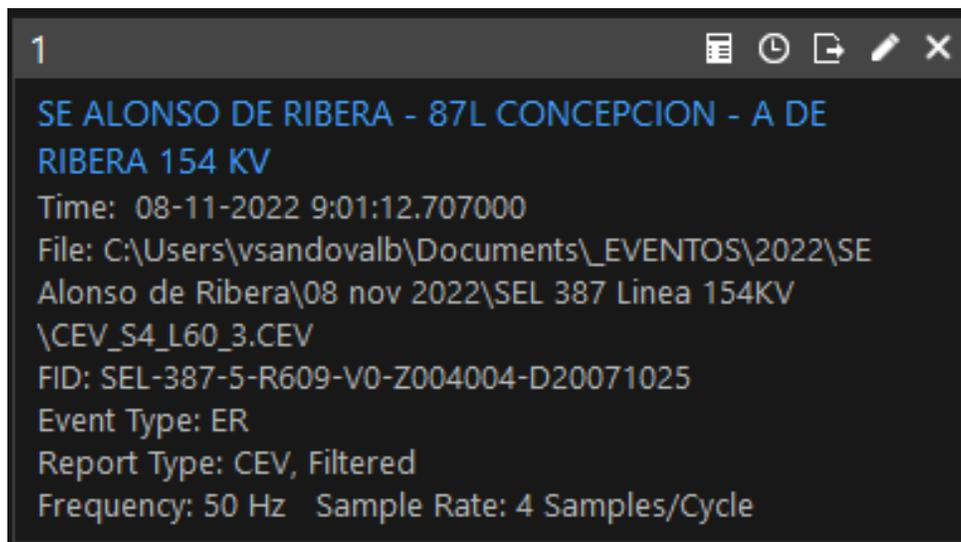 1
SE ALONSO DE RIBERA - 87L CONCEPCION - A DE
RIBERA 154 KV
Time:  08-11-2022 9:01:12.707000
File: C:\Users\vsandovalb\Documents\_EVENTOS\2022\SE
Alonso de Ribera\08 nov 2022\SEL 387 Linea 154KV
\CEV_S4_L60_3.CEV
FID: SEL-387-5-R609-V0-Z004004-D20071025
Event Type: ER
Report Type: CEV, Filtered
Frequency: 50 Hz   Sample Rate: 4 Samples/Cycle